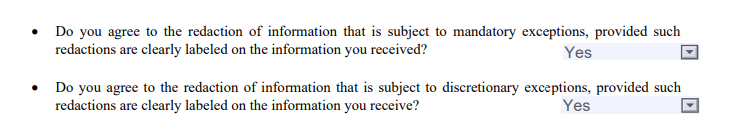 • Do you agree to the redaction of information that is subject to mandatory exceptions, provided such
redactions are clearly labeled on the information you received? Yes
• Do you agree to the redaction of information that is subject to discretionary exceptions, provided such
redactions are clearly labeled on the information you receive? Yes